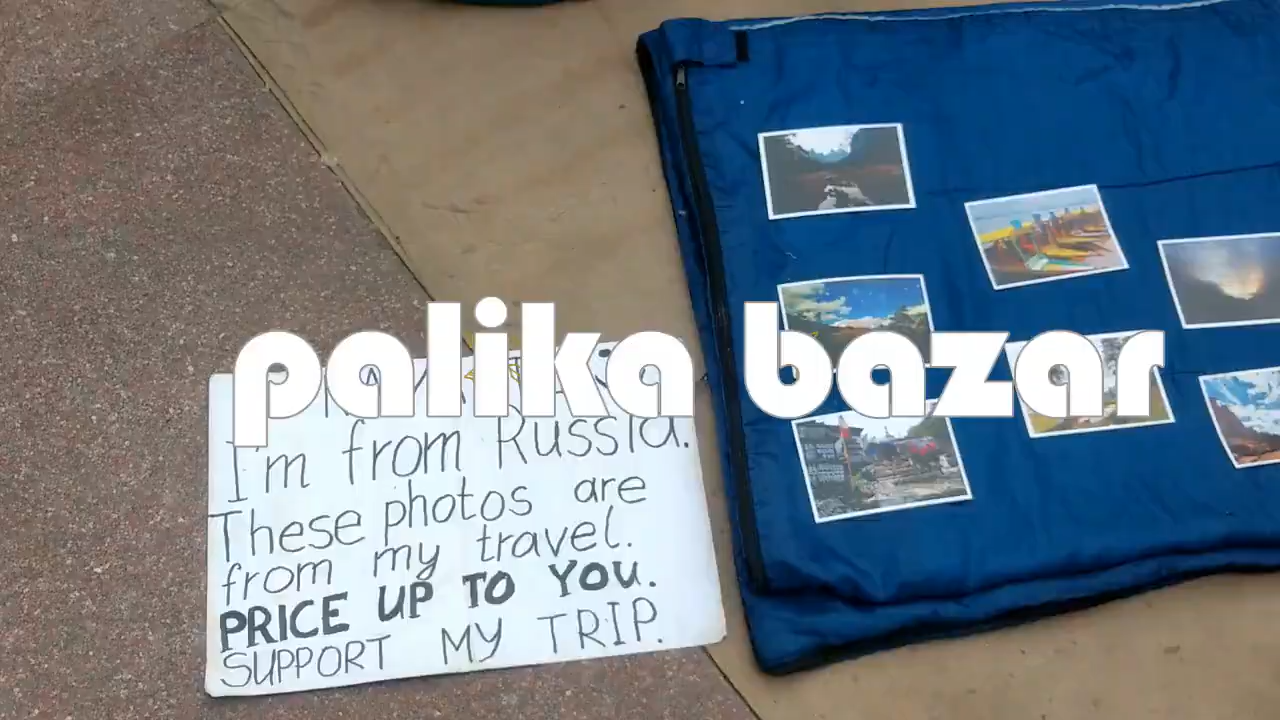 palika bazar
I'm from Russia.
These photos are
from my travel.
PRICE UP TO YOU.
SUPPORT MY TRIP.